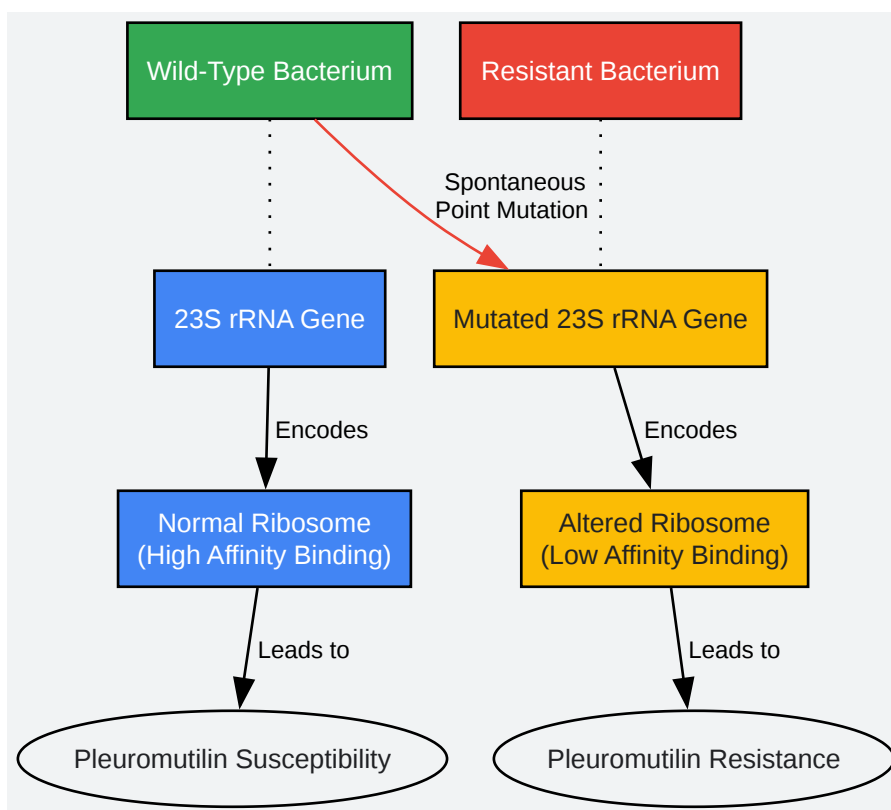 Wild-Type Bacterium
Resistant Bacterium
Spontaneous
Point Mutation
23S rRNA Gene
Mutated 23S rRNA Gene
Encodes
Encodes
Normal Ribosome
(High Affinity Binding)
Altered Ribosome
(Low Affinity Binding)
Leads to
Leads to
Pleuromutilin Susceptibility
Pleuromutilin Resistance